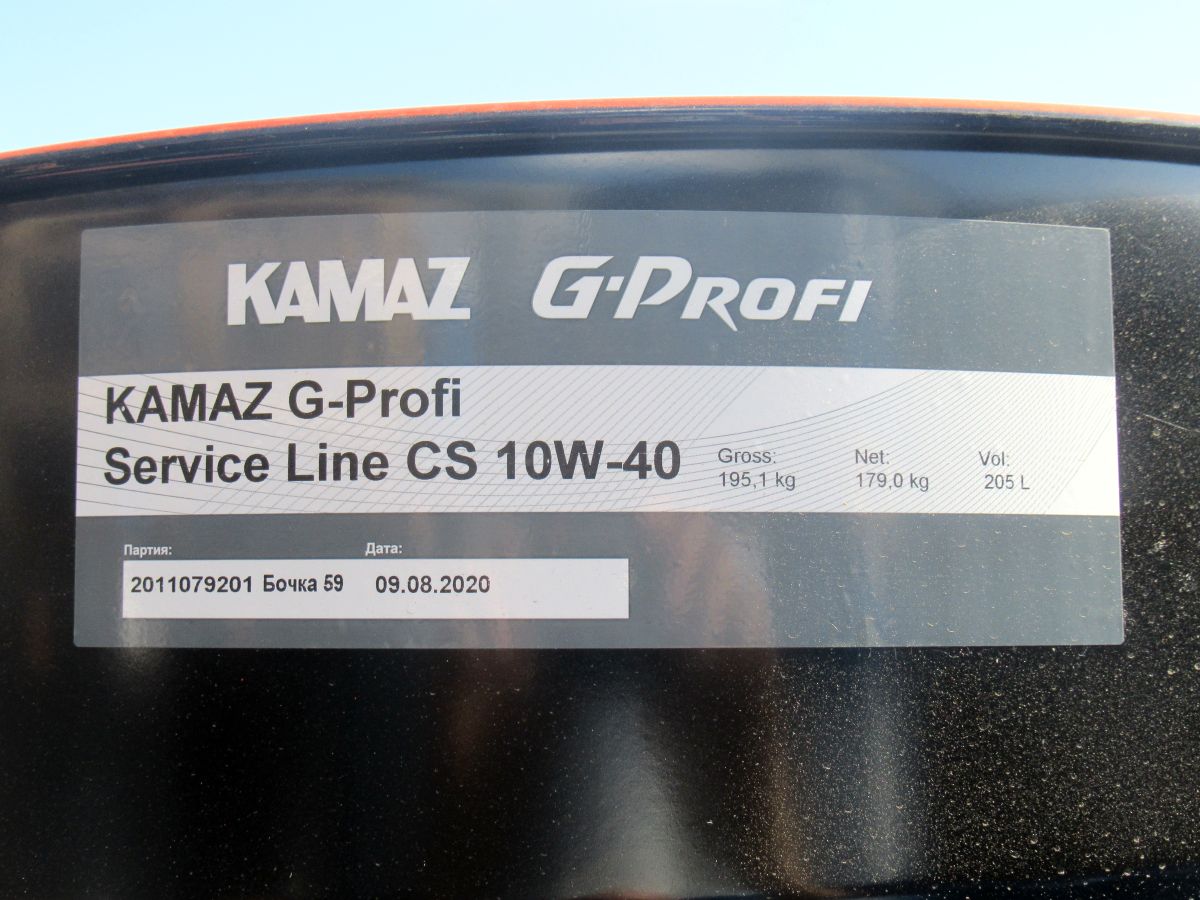 KAMAZ G-PROFI
KAMAZ G-Profi
Service Line CS 10W-40
Gross: Net: Vol:
195,1 kg 179,0 kg 205 L
Партия: Дата:
2011079201 Бочка 59 09.08.2020